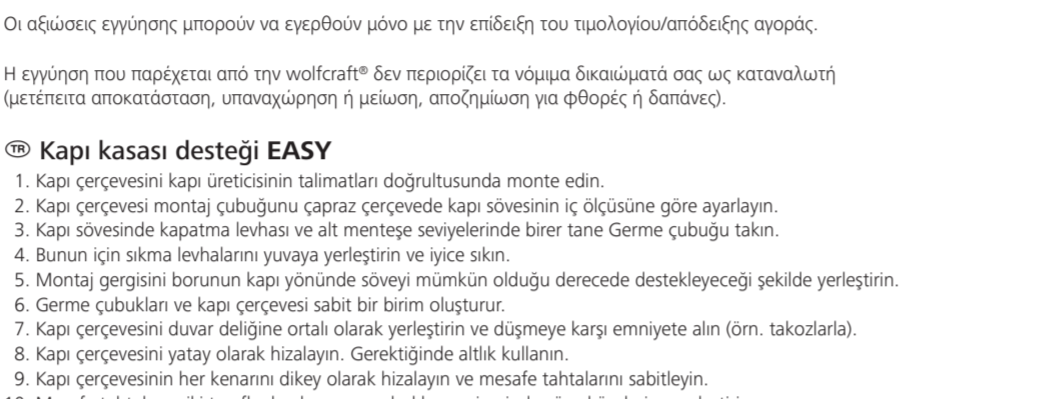 Οι αξιώσεις εγγύησης μπορούν να εγερθούν μόνο με την επίδειξη του τιμολογίου/απόδειξης αγοράς.
Η εγγύηση που παρέχεται από την wolfcraft® δεν περιορίζει τα νόμιμα δικαιώματά σας ως καταναλωτή
(μετέπειτα αποκατάσταση, υπαναχώρηση ή μείωση, αποζημίωση για φθορές ή δαπάνες).
TR Kapı kasası desteği EASY
1. Kapı çerçevesini kapı üreticisinin talimatları doğrultusunda monte edin.
2. Kapı çerçevesi montaj çubuğunu çapraz çerçevede kapı sövesinin iç ölçüsüne göre ayarlayın.
3. Kapı sövesinde kapatma levhası ve alt menteşe seviyelerinde birer tane Germe çubuğu takın.
4. Bunun için sıkma levhalarını yuvaya yerleştirin ve iyice sıkın.
5. Montaj gergisini borunun kapı yönünde söveyi mümkün olduğu derecede destekleyeceği şekilde yerleştirin.
6. Germe çubukları ve kapı çerçevesi sabit bir birim oluşturur.
7. Kapı çerçevesini duvar deliğine ortalı olarak yerleştirin ve düşmeye karşı emniyete alın (örn. takozlarla).
8. Kapı çerçevesini yatay olarak hizalayın. Gerektiğinde altlık kullanın.
9. Kapı çerçevesinin her kenarını dikey olarak hizalayın ve mesafe tahtalarını sabitleyin.